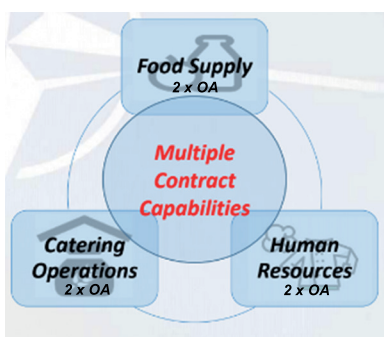 Food Supply
2 x OA
Multiple
Contract
Capabilities
Catering
Operations
2 x OA
Human
Resources
2 x OA